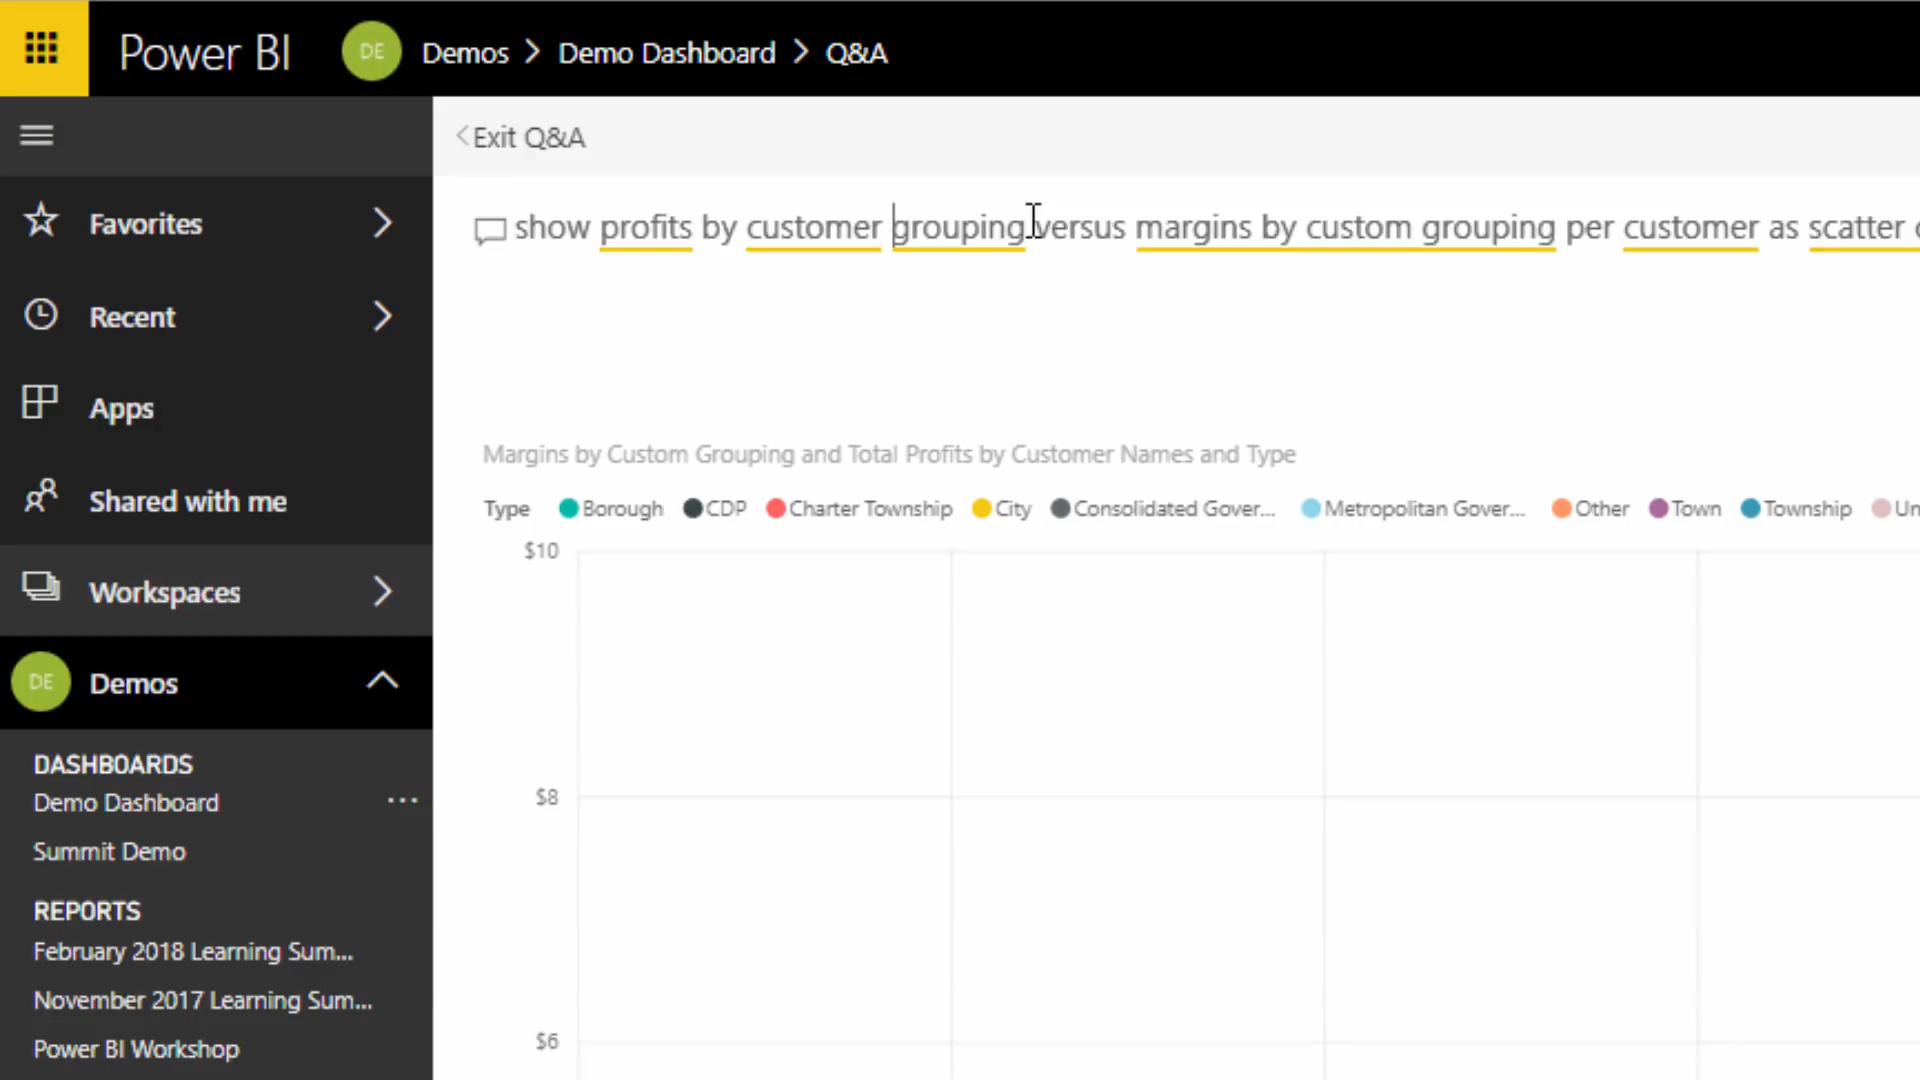 Power BI DE Demos > Demo Dashboard > Q&A
Exit Q&A
Favorites
show profits by customer grouping versus margins by custom grouping per customer as scatter
Recent
Apps
Shared with me
Workspaces
DE Demos
DASHBOARDS
Demo Dashboard ...
Summit Demo
REPORTS
February 2018 Learning Sum...
November 2017 Learning Sum...
Power BI Workshop
Margins by Custom Grouping and Total Profits by Customer Names and Type
Type Borough CDP Charter Township City Consolidated Gover... Metropolitan Gover... Other Town Township Un
$10
$8
$6